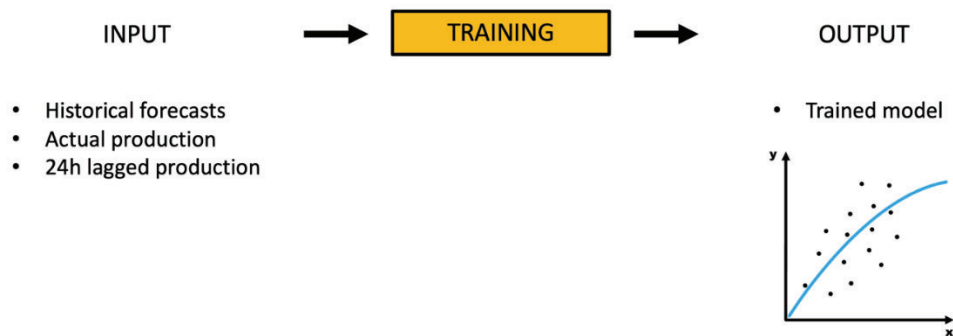 INPUT
TRAINING
OUTPUT
• Historical forecasts
• Actual production
• 24h lagged production
• Trained model
y
x